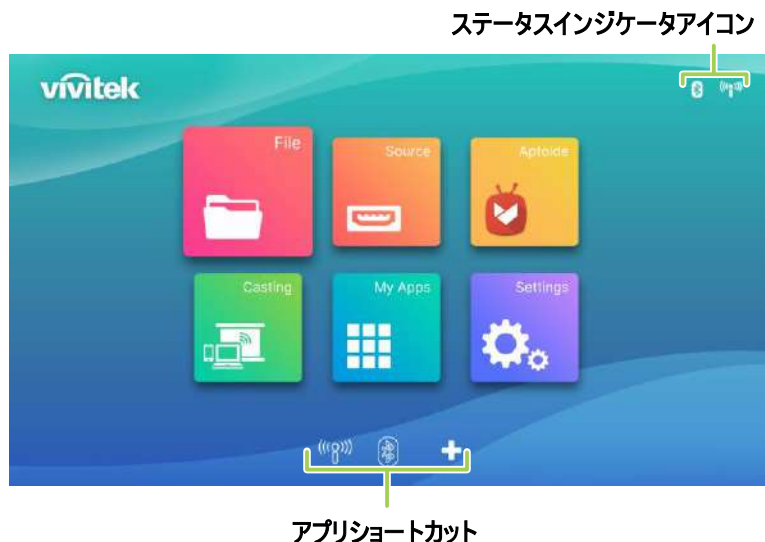 ステータスインジケータアイコン
vivitek
File
Source
Aptoide
Casting
My Apps
Settings
アプリショートカット